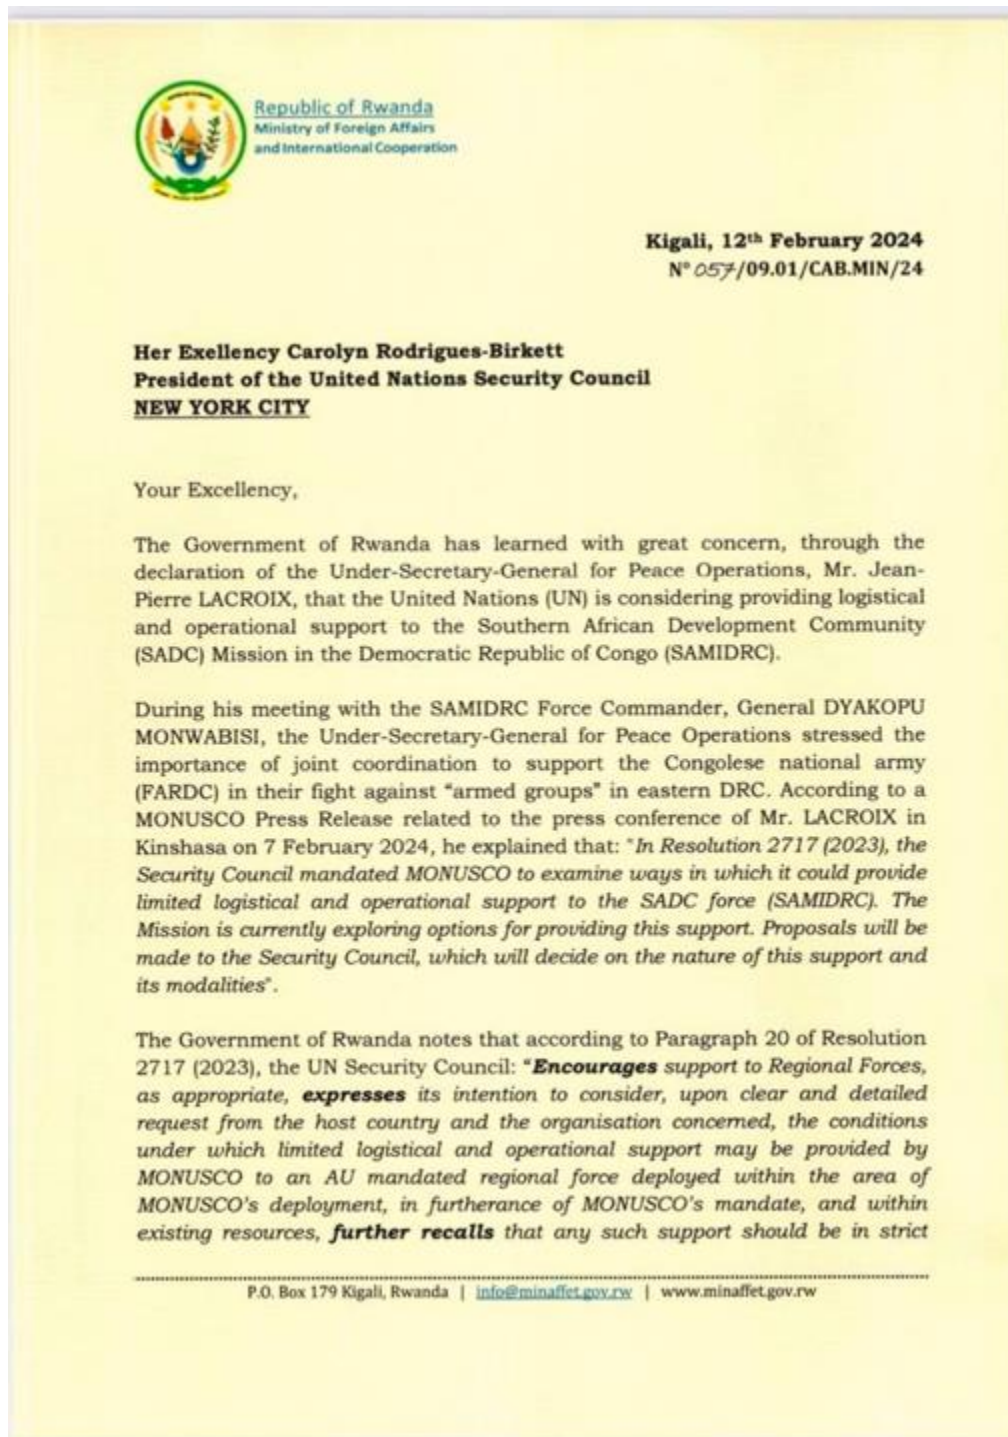 Republic of Rwanda
Ministry of Foreign Affairs
and International Cooperation
Kigali, 12th February 2024
N° 057/09.01/CAB.MIN/24
Her Exellency Carolyn Rodrigues-Birkett
President of the United Nations Security Council
NEW YORK CITY
Your Excellency,
The Government of Rwanda has learned with great concern, through the
declaration of the Under-Secretary-General for Peace Operations, Mr. Jean-
Pierre LACROIX, that the United Nations (UN) is considering providing logistical
and operational support to the Southern African Development Community
(SADC) Mission in the Democratic Republic of Congo (SAMIDRC).
During his meeting with the SAMIDRC Force Commander, General DYAKOPU
MONWABISI, the Under-Secretary-General for Peace Operations stressed the
importance of joint coordination to support the Congolese national army
(FARDC) in their fight against "armed groups" in eastern DRC. According to a
MONUSCO Press Release related to the press conference of Mr. LACROIX in
Kinshasa on 7 February 2024, he explained that: "In Resolution 2717 (2023), the
Security Council mandated MONUSCO to examine ways in which it could provide
limited logistical and operational support to the SADC force (SAMIDRC). The
Mission is currently exploring options for providing this support. Proposals will be
made to the Security Council, which will decide on the nature of this support and
its modalities".
The Government of Rwanda notes that according to Paragraph 20 of Resolution
2717 (2023), the UN Security Council: "Encourages support to Regional Forces,
as appropriate, expresses its intention to consider, upon clear and detailed
request from the host country and the organisation concerned, the conditions
under which limited logistical and operational support may be provided by
MONUSCO to an AU mandated regional force deployed within the area of
MONUSCO's deployment, in furtherance of MONUSCO's mandate, and within
existing resources, further recalls that any such support should be in strict
P.O. Box 179 Kigali, Rwanda | info@minaffet.gov.rw | www.minaffet.gov.rw